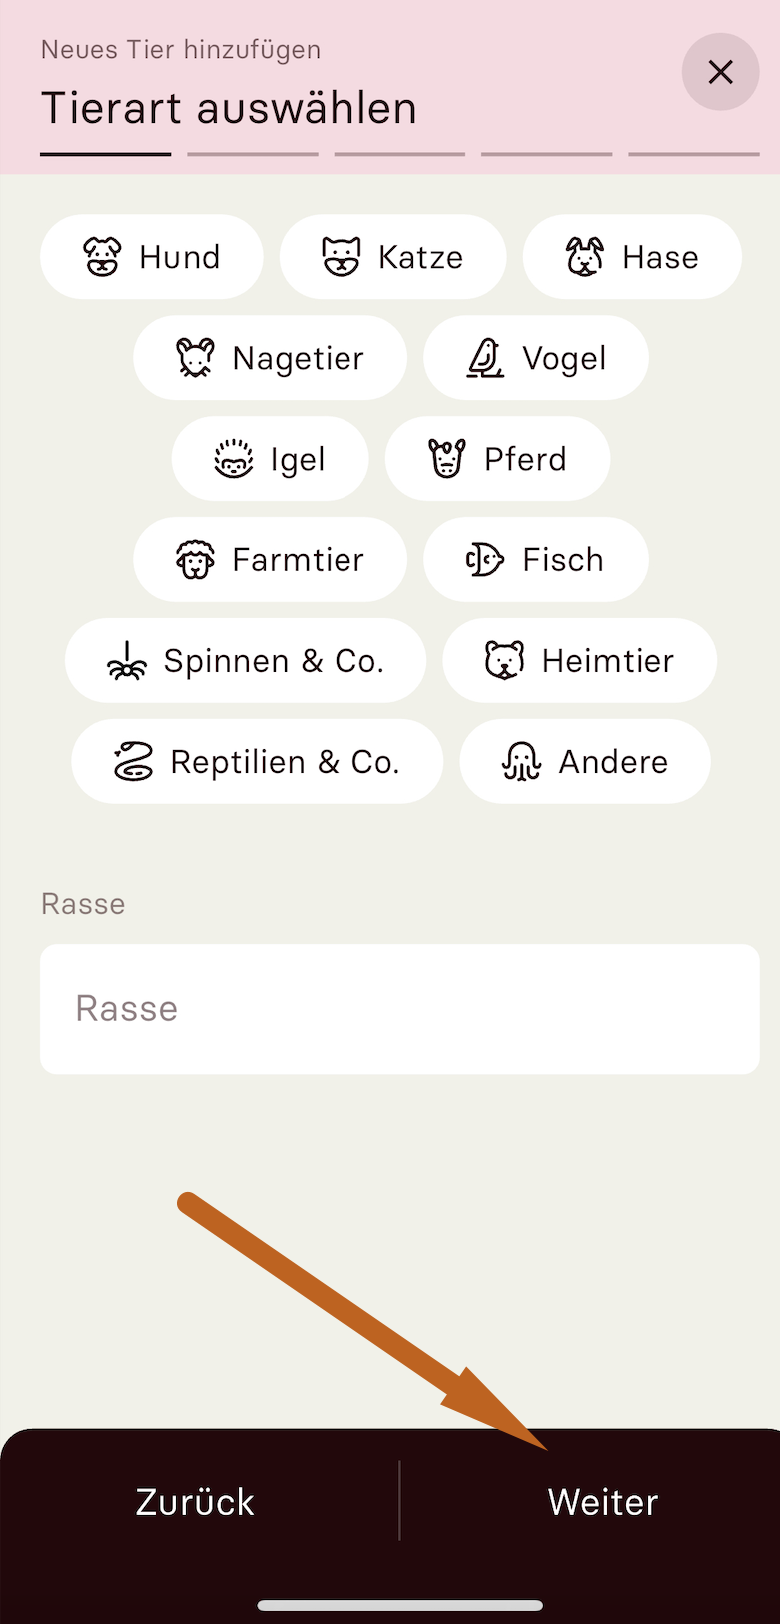 Neues Tier hinzufügen
Tierart auswählen
Hund Katze Hase
Nagetier Vogel
Igel Pferd
Farmtier Fisch
Spinnen & Co. Heimtier
Reptilien & Co. Andere
Rasse
Rasse
Zurück Weiter